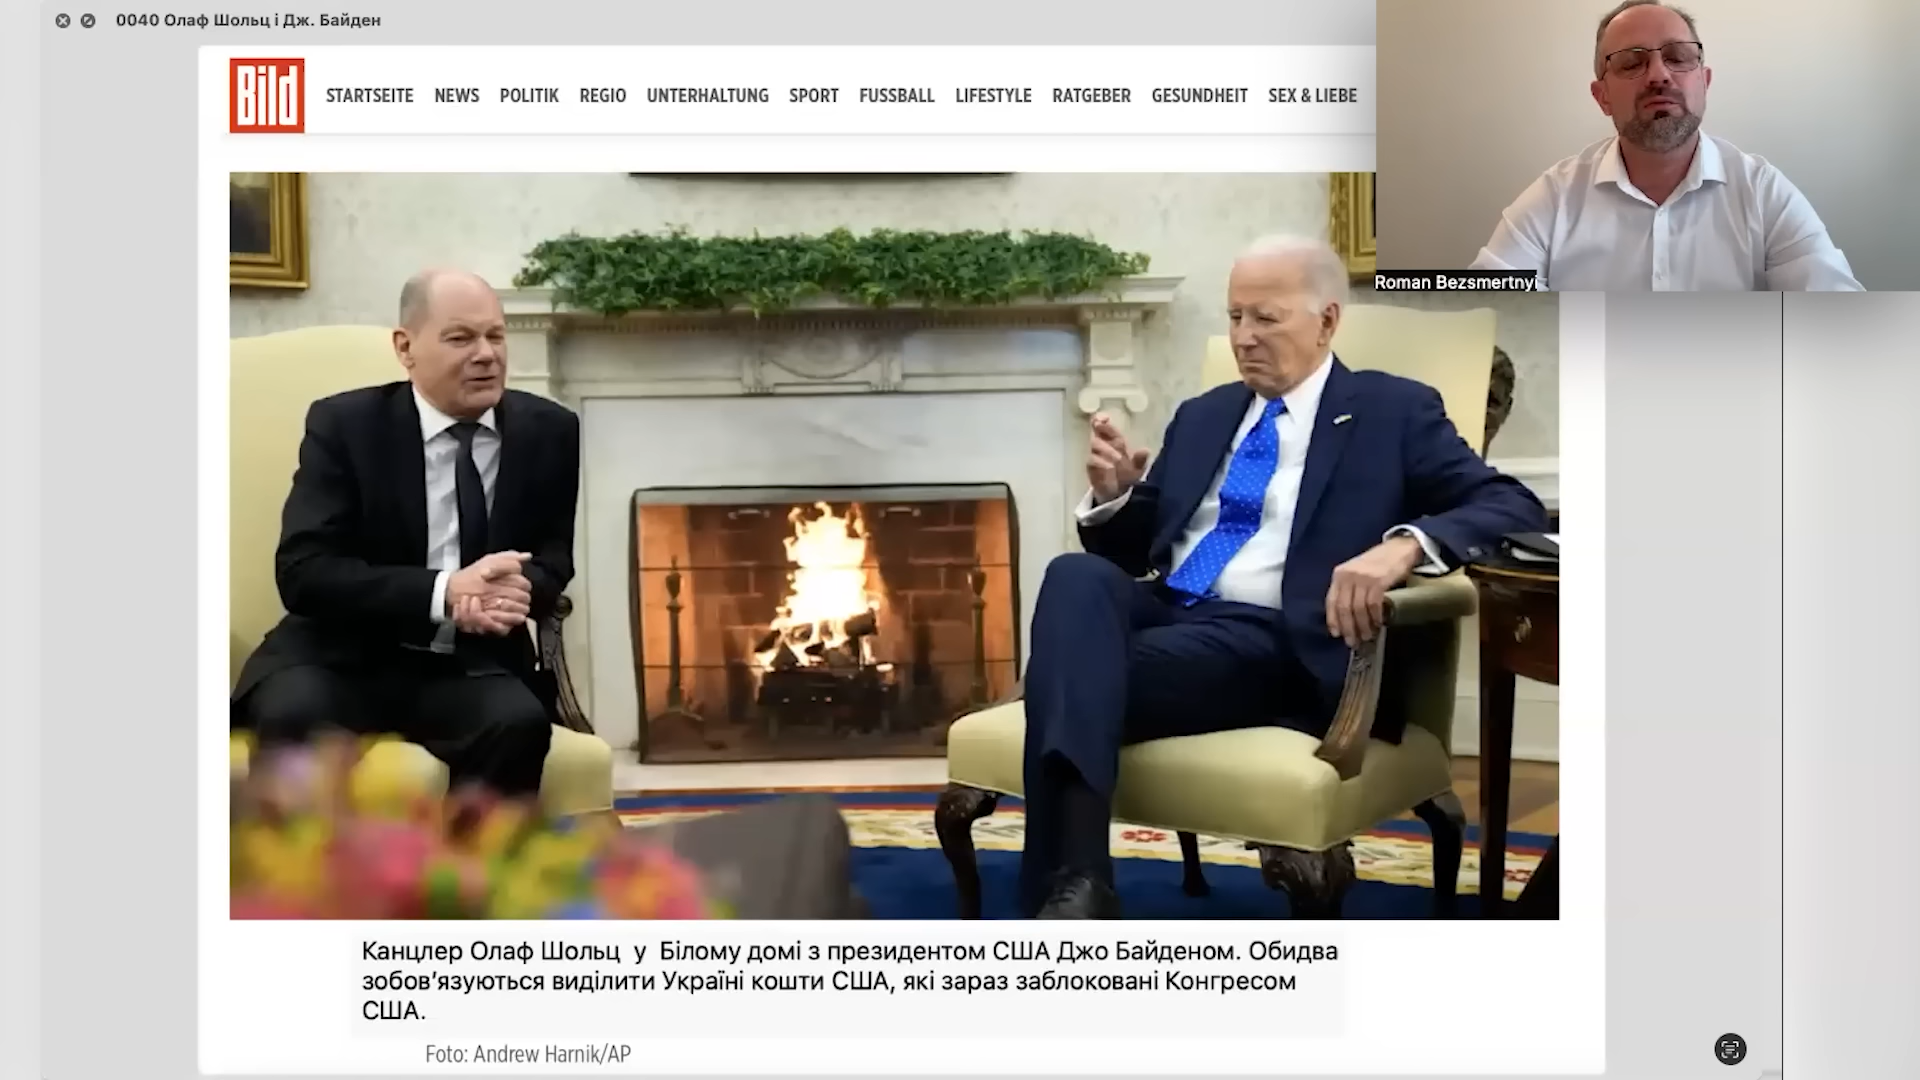 0040 Олаф Шольц і Дж. Байден
Bild
STARTSEITE NEWS POLITIK REGIO UNTERHALTUNG SPORT FUSSBALL LIFESTYLE RATGEBER GESUNDHEIT SEX & LIEBE
Roman Bezsmertnyi
Канцлер Олаф Шольц у Білому домі з президентом США Джо Байденом. Обидва
зобов’язуються виділити Україні кошти США, які зараз заблоковані Конгресом
США.
Foto: Andrew Harnik/AP